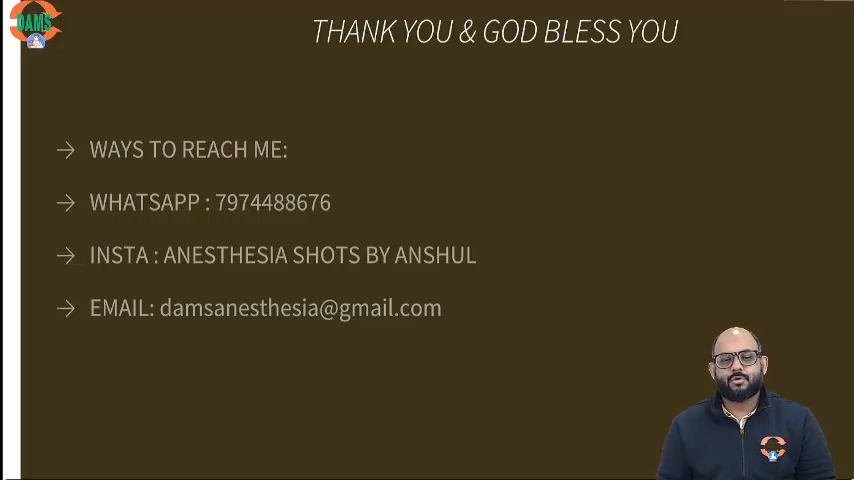 DAMS
THANK YOU & GOD BLESS YOU
→ WAYS TO REACH ME:
→ WHATSAPP : 7974488676
→ INSTA : ANESTHESIA SHOTS BY ANSHUL
→ EMAIL: damsanesthesia@gmail.com